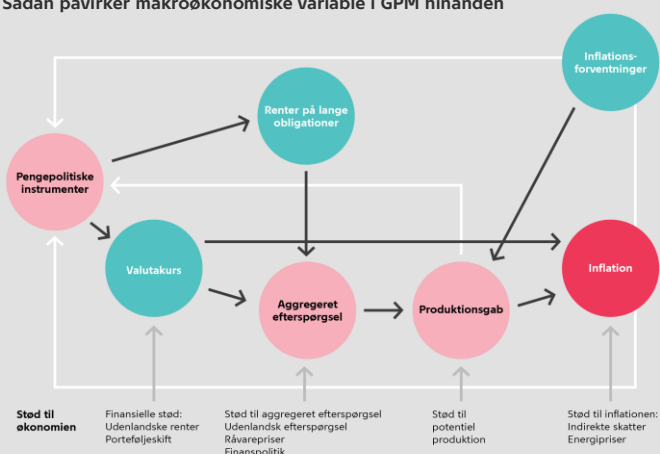 Sådan påvirker makroøkonomiske variable i GPM hinanden
Inflations-
forventninger
Renter på lange
obligationer
Pengepolitiske
instrumenter
Valutakurs
Aggregeret
efterspørgsel
Produktionsgab
Inflation
Stød til
økonomien
Finansielle stød:
Udenlandske renter
Porteføljeskift
Stød til aggregeret efterspørgsel
Udenlandsk efterspørgsel
Råvarepriser
Finanspolitik
Stød til
potentiel
produktion
Stød til inflationen:
Indirekte skatter
Energipriser